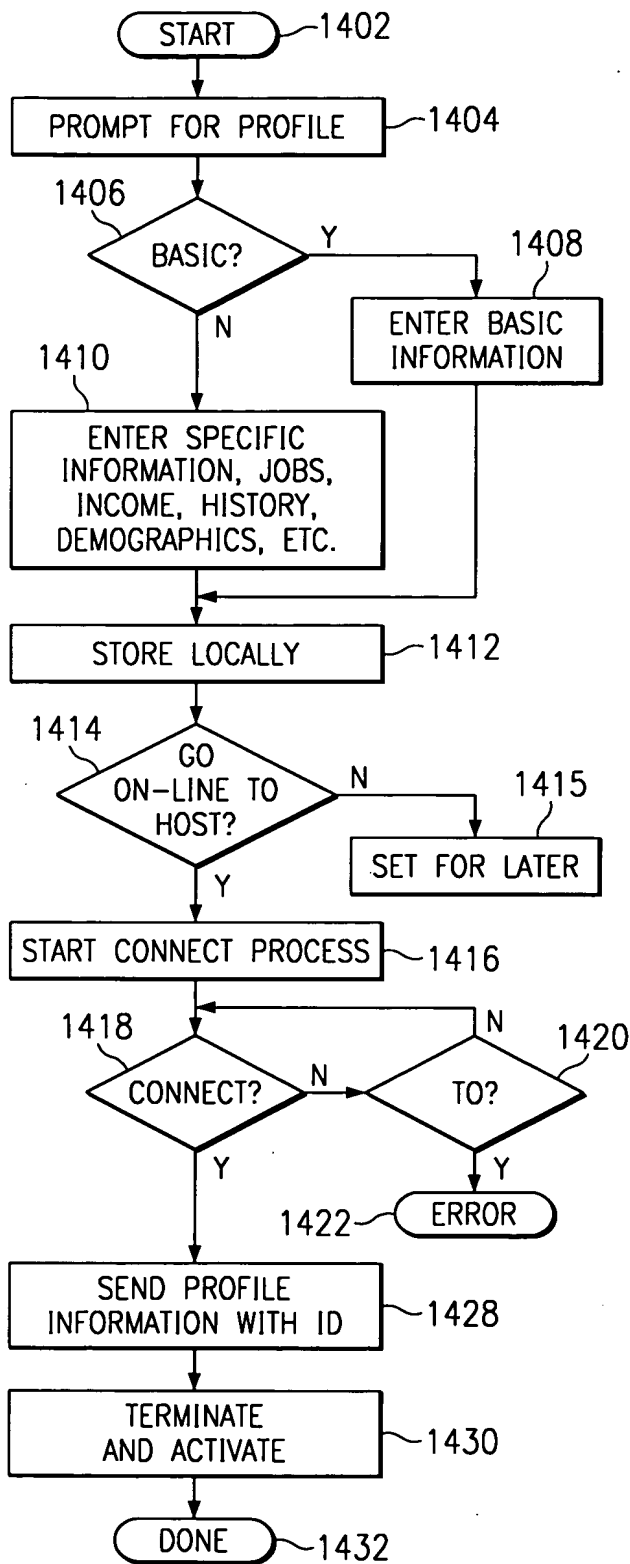 START
1402
PROMPT FOR PROFILE
1404
1406
BASIC?
Y
N
1408
ENTER BASIC
INFORMATION
1410
ENTER SPECIFIC
INFORMATION, JOBS,
INCOME, HISTORY,
DEMOGRAPHICS, ETC.
STORE LOCALLY
1412
1414
GO
ON-LINE TO
HOST?
N
Y
1415
SET FOR LATER
START CONNECT PROCESS
1416
1418
CONNECT?
N
Y
N
1420
TO?
Y
1422
ERROR
SEND PROFILE
INFORMATION WITH ID
1428
TERMINATE
AND ACTIVATE
1430
DONE
1432